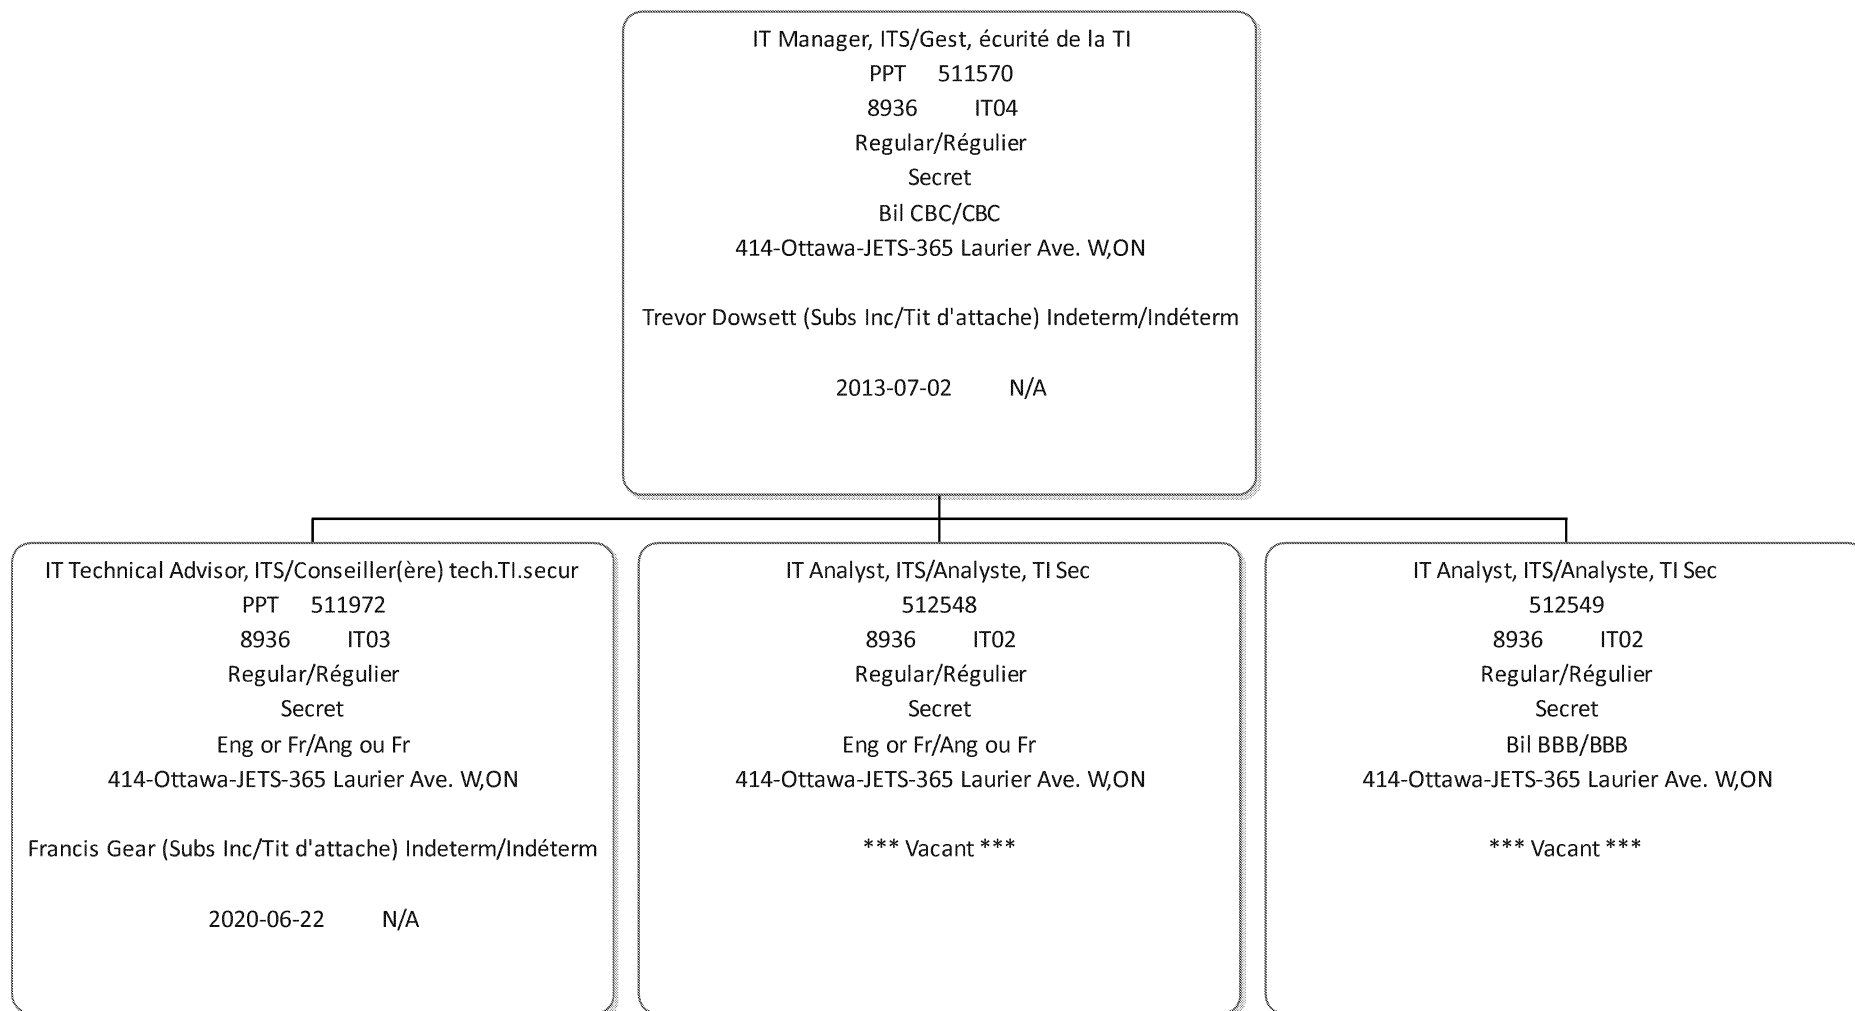 IT Manager, ITS/Gest, écurité de la TI
PPT 511570
8936 IT04
Regular/Régulier
Secret
Bil CBC/CBC
414-Ottawa-JETS-365 Laurier Ave. W,ON
Trevor Dowsett (Subs Inc/Tit d'attache) Indeterm/Indéterm
2013-07-02 N/A
IT Technical Advisor, ITS/Conseiller(ère) tech.TI.secur
PPT 511972
8936 IT03
Regular/Régulier
Secret
Eng or Fr/Ang ou Fr
414-Ottawa-JETS-365 Laurier Ave. W,ON
Francis Gear (Subs Inc/Tit d'attache) Indeterm/Indéterm
2020-06-22 N/A
IT Analyst, ITS/Analyste, TI Sec
512548
8936 IT02
Regular/Régulier
Secret
Eng or Fr/Ang ou Fr
414-Ottawa-JETS-365 Laurier Ave. W,ON
*** Vacant ***
IT Analyst, ITS/Analyste, TI Sec
512549
8936 IT02
Regular/Régulier
Secret
Bil BBB/BBB
414-Ottawa-JETS-365 Laurier Ave. W,ON
*** Vacant ***